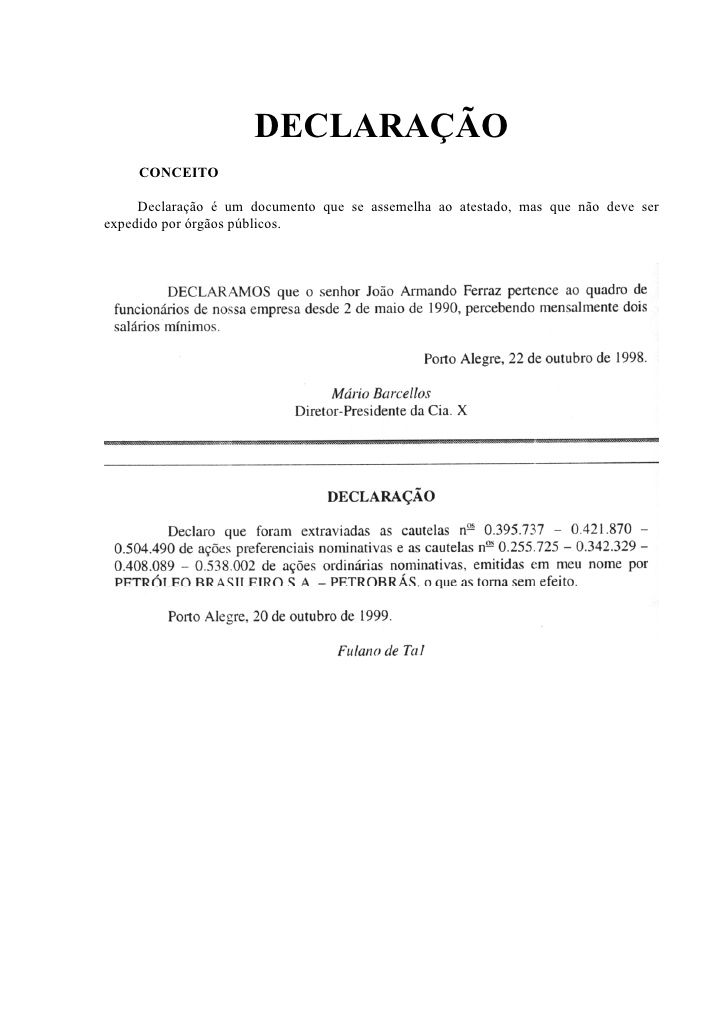 DECLARAÇÃO
CONCEITO
Declaração é um documento que se assemelha ao atestado, mas que não deve ser
expedido por órgãos públicos.
DECLARAMOS que o senhor João Armando Ferraz pertence ao quadro de
funcionários de nossa empresa desde 2 de maio de 1990, percebendo mensalmente dois
salários mínimos.
Porto Alegre, 22 de outubro de 1998.
Mário Barcellos
Diretor-Presidente da Cia. X
DECLARAÇÃO
Declaro que foram extraviadas as cautelas nºs 0.395.737 – 0.421.870 –
0.504.490 de ações preferenciais nominativas e as cautelas nºs 0.255.725 – 0.342.329 –
0.408.089 – 0.538.002 de ações ordinárias nominativas, emitidas em meu nome por
PETRÓLEO BRASILEIRO S.A. – PETROBRÁS, o que as torna sem efeito.
Porto Alegre, 20 de outubro de 1999.
Fulano de Tal